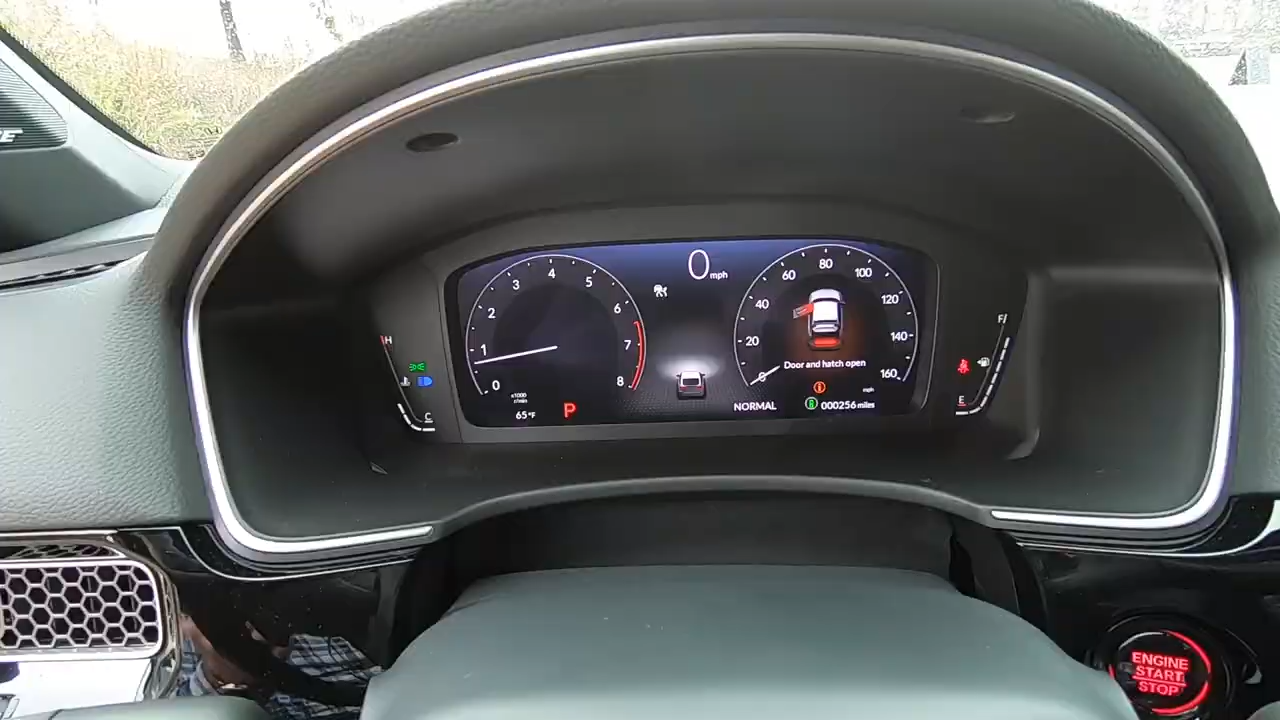 E
0 mph
0 1 2 3 4 5 6 7 8
x1000
r/min
0 20 40 60 80 100 120 140 160
Door and hatch open
mph
65°F
P
NORMAL
000256 miles
H
C
F
E
ENGINE
START
STOP